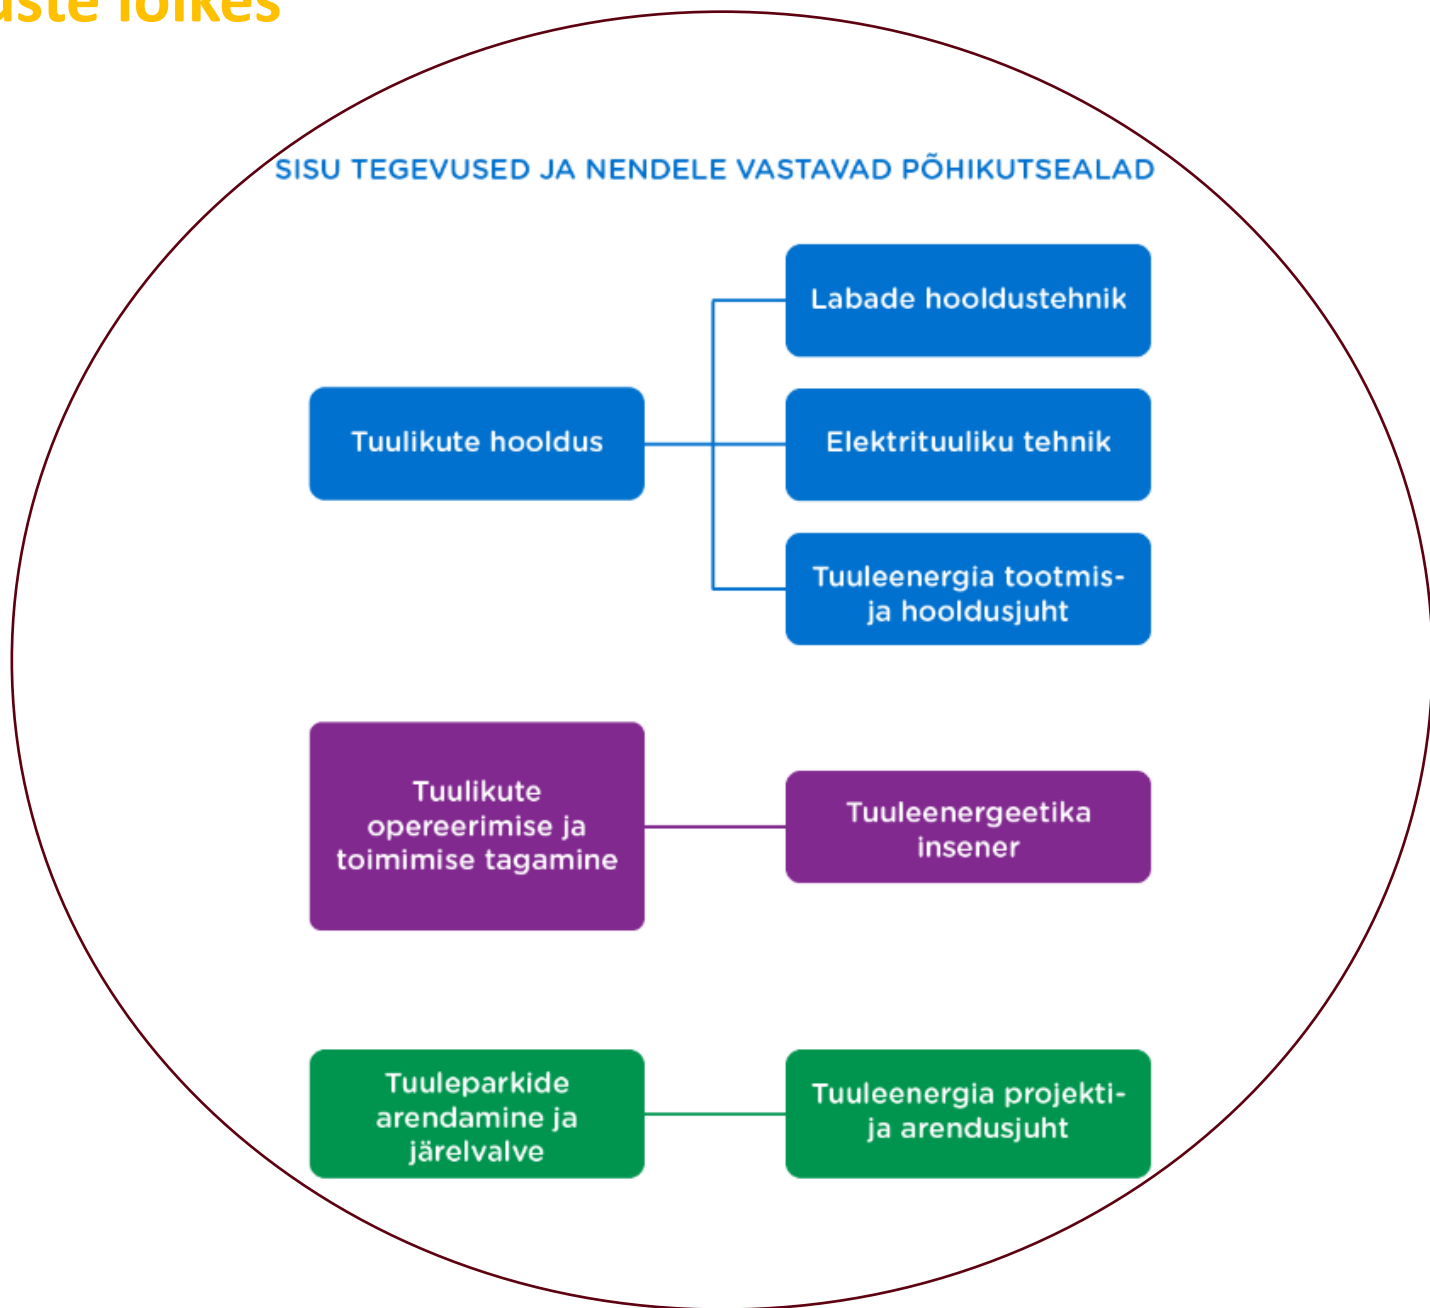 lõikes
SISU TEGEVUSED JA NENDELE VASTAVAD PÕHIKUTSEALAD
Labade hooldustehnik
Tuulikute hooldus
Elektrituuliku tehnik
Tuuleenergia tootmis-
ja hooldusjuht
Tuulikute
opereerimise ja
toimimise tagamine
Tuuleenergeetika
insener
Tuuleparkide
arendamine ja
järelvalve
Tuuleenergia projekti-
ja arendusjuht